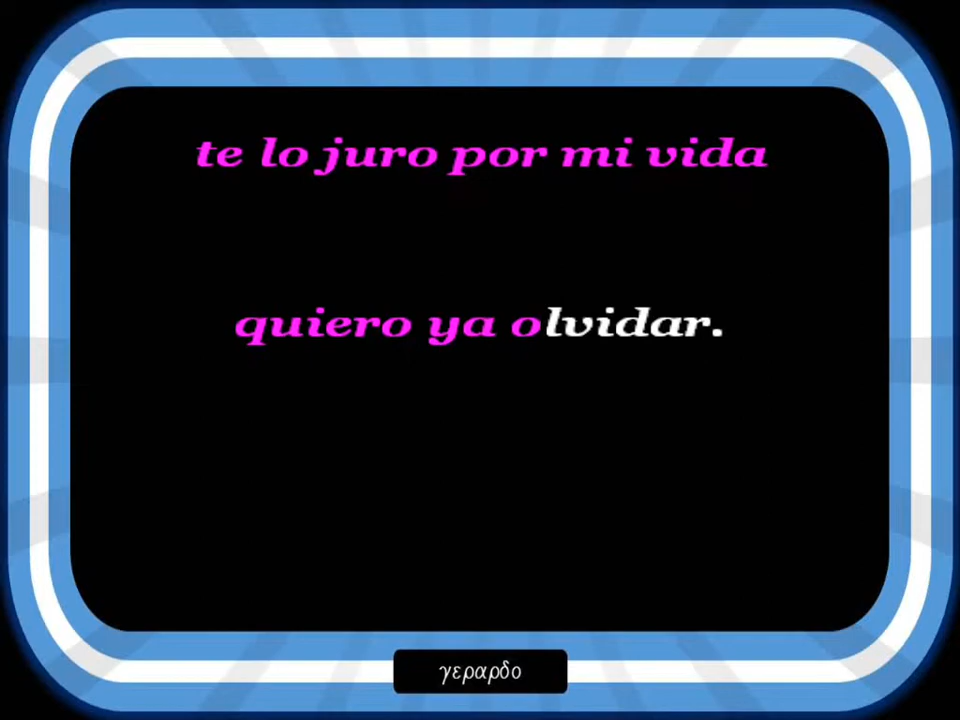 te lo juro por mi vida
quiero ya olvidar.
γεραρδο